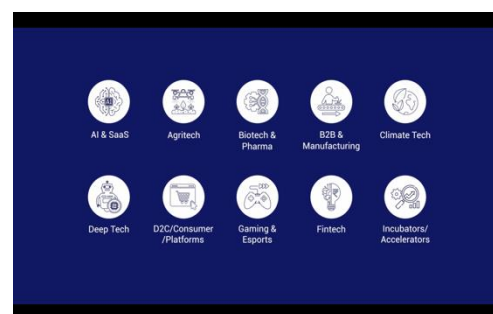 AI
AI & SaaS
Agritech
Biotech &
Pharma
B2B &
Manufacturing
Climate Tech
Deep Tech
D2C/Consumer
/Platforms
Gaming &
Esports
Fintech
Incubators/
Accelerators